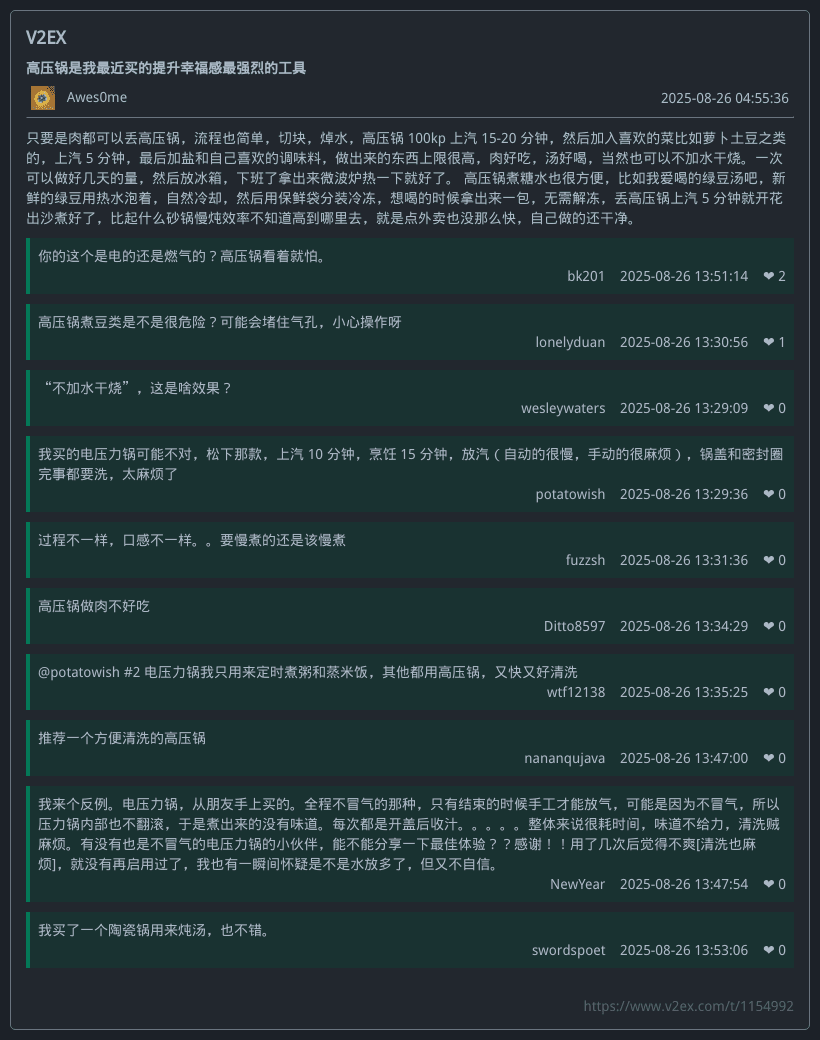 V2EX
高压锅是我最近买的提升幸福感最强烈的工具
Awes0me 2025-08-26 04:55:36
只要是肉都可以丢高压锅，流程也简单，切块，焯水，高压锅 100kp 上汽 15-20 分钟，然后加入喜欢的菜比如萝卜土豆之类
的，上汽 5 分钟，最后加盐和自己喜欢的调味料，做出来的东西上限很高，肉好吃，汤好喝，当然也可以不加水干烧。一次
可以做好几天的量，然后放冰箱，下班了拿出来微波炉热一下就好了。 高压锅煮糖水也很方便，比如我爱喝的绿豆汤吧，新
鲜的绿豆用热水泡着，自然冷却，然后用保鲜袋分装冷冻，想喝的时候拿出来一包，无需解冻，丢高压锅上汽 5 分钟就开花
出沙煮好了，比起什么砂锅慢炖效率不知道高到哪里去，就是点外卖也没那么快，自己做的还干净。
你的这个是电的还是燃气的？高压锅看着就怕。
bk201 2025-08-26 13:51:14 ❤ 2
高压锅煮豆类是不是很危险？可能会堵住气孔，小心操作呀
lonelyduan 2025-08-26 13:30:56 ❤ 1
“不加水干烧”，这是啥效果？
wesleywaters 2025-08-26 13:29:09 ❤ 0
我买的电压力锅可能不对，松下那款，上汽 10 分钟，烹饪 15 分钟，放汽（自动的很慢，手动的很麻烦），锅盖和密封圈
完事都要洗，太麻烦了
potatowish 2025-08-26 13:29:36 ❤ 0
过程不一样，口感不一样。。要慢煮的还是该慢煮
fuzzsh 2025-08-26 13:31:36 ❤ 0
高压锅做肉不好吃
Ditto8597 2025-08-26 13:34:29 ❤ 0
@potatowish #2 电压力锅我只用来定时煮粥和蒸米饭，其他都用高压锅，又快又好清洗
wtf12138 2025-08-26 13:35:25 ❤ 0
推荐一个方便清洗的高压锅
nananqujava 2025-08-26 13:47:00 ❤ 0
我来个反例。电压力锅，从朋友手上买的。全程不冒气的那种，只有结束的时候手工才能放气，可能是因为不冒气，所以
压力锅内部也不翻滚，于是煮出来的没有味道。每次都是开盖后收汁。。。。。整体来说很耗时间，味道不给力，清洗贼
麻烦。有没有也是不冒气的电压力锅的小伙伴，能不能分享一下最佳体验？？感谢！！用了几次后觉得不爽[清洗也麻
烦]，就没有再启用过了，我也有一瞬间怀疑是不是水放多了，但又不自信。
NewYear 2025-08-26 13:47:54 ❤ 0
我买了一个陶瓷锅用来炖汤，也不错。
swordspoet 2025-08-26 13:53:06 ❤ 0
https://www.v2ex.com/t/1154992